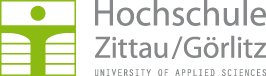 Hochschule
Zittau/Görlitz
UNIVERSITY OF APPLIED SCIENCES